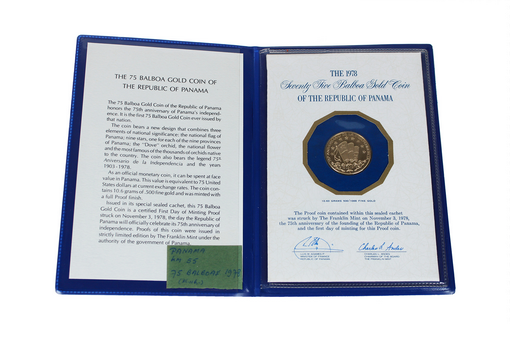 THE 75 BALBOA GOLD COIN OF
THE REPUBLIC OF PANAMA
The 75 Balboa Gold Coin of the Republic of Panama
honors the 75th anniversary of Panama's independ-
ence. It is the first 75 Balboa Gold Coin ever issued by
that nation.
The coin bears a new design that combines three
elements of national significance: the national flag of
Panama; nine stars, one for each of the nine provinces
of Panama; the "Dove" orchid, the national flower
and the most famous of the thousands of orchids native
to the country. The coin also bears the legend 75º
Aniversario de la Independencia and the years
1903-1978.
As an official monetary coin, it can be spent at face
value in Panama. This value is equivalent to 75 United
States dollars at current exchange rates. The coin con-
tains 10.6 grams of .500 fine gold and was minted with
a full Proof finish.
Issued in its special sealed cachet, this 75 Balboa
Gold Coin is a certified First Day of Minting Proof
struck on November 3, 1978, the day the Republic of
Panama will officially celebrate its 75th anniversary of
independence. Proofs of this coin were issued in
strictly limited edition by The Franklin Mint under the
authority of the government of Panama.
PANAMA
75 BALBOAS 1978
THE 1978
Seventy Five Balboa Gold Coin
OF THE REPUBLIC OF PANAMA
The Proof coin contained within this sealed cachet
was struck by The Franklin Mint on November 3, 1978,
the 75th anniversary of the founding of the Republic of Panama,
and the first day of minting for this Proof coin.